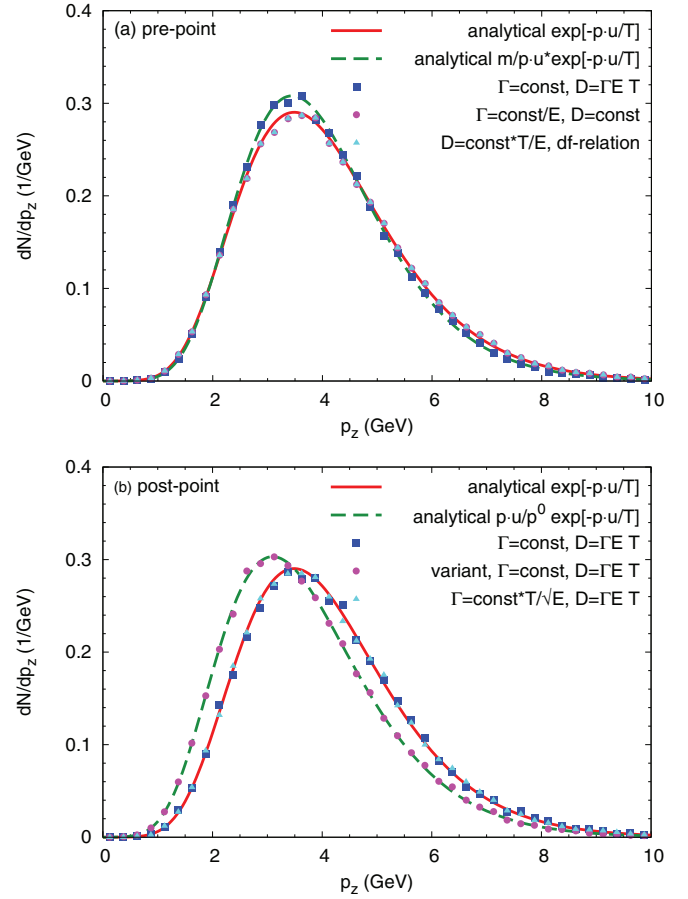 (a) pre-point
analytical exp[-p·u/T]
analytical m/p·u*exp[-p·u/T]
Γ=const, D=ΓE T
Γ=const/E, D=const
D=const*T/E, df-relation
dN/dp_z (1/GeV)
0.4
0.3
0.2
0.1
0
0 2 4 6 8 10
p_z (GeV)
(b) post-point
analytical exp[-p·u/T]
analytical p·u/p⁰ exp[-p·u/T]
Γ=const, D=ΓE T
variant, Γ=const, D=ΓE T
Γ=const*T/√E, D=ΓE T
dN/dp_z (1/GeV)
0.4
0.3
0.2
0.1
0
0 2 4 6 8 10
p_z (GeV)